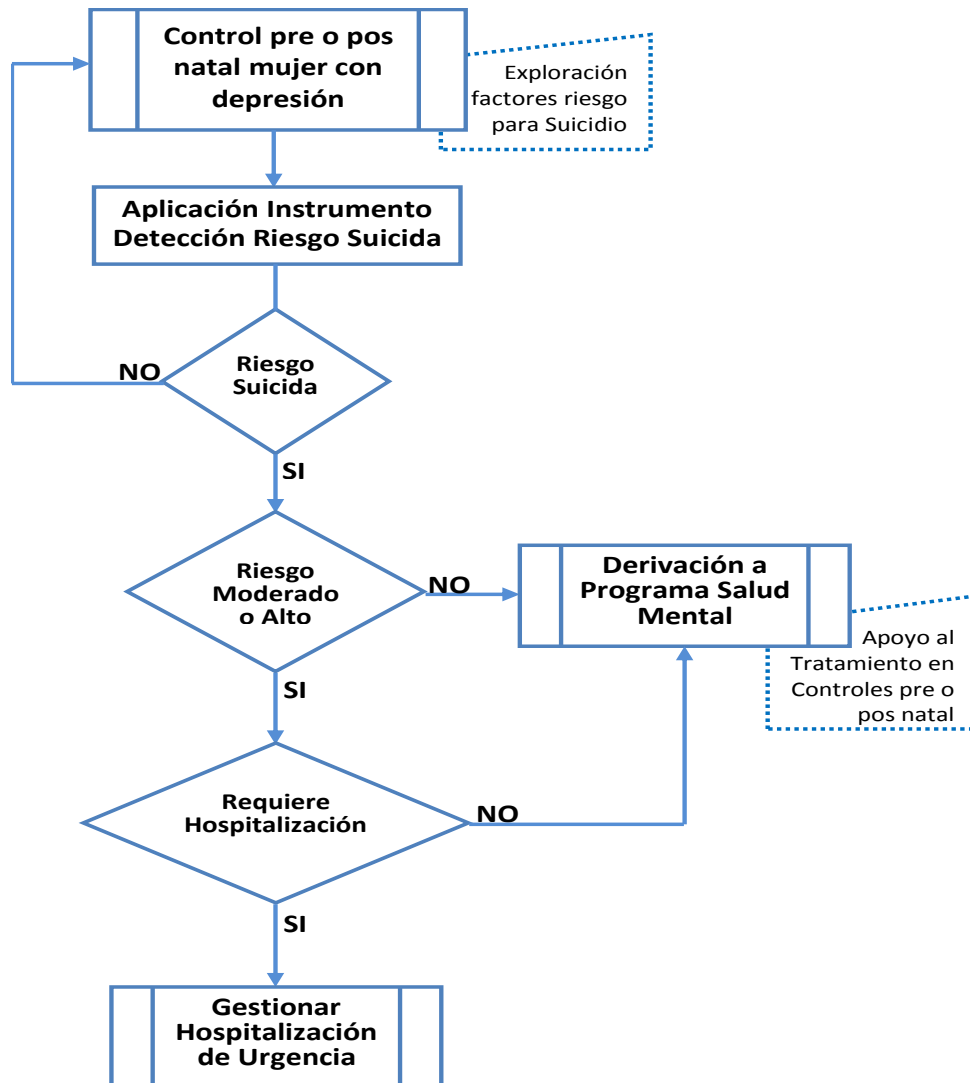 Control pre o pos
natal mujer con
depresión
Exploración
factores riesgo
para Suicidio
Aplicación Instrumento
Detección Riesgo Suicida
Riesgo
Suicida
NO
SI
Riesgo
Moderado
o Alto
NO
Derivación a
Programa Salud
Mental
Apoyo al
Tratamiento en
Controles pre o
pos natal
SI
Requiere
Hospitalización
NO
SI
Gestionar
Hospitalización
de Urgencia